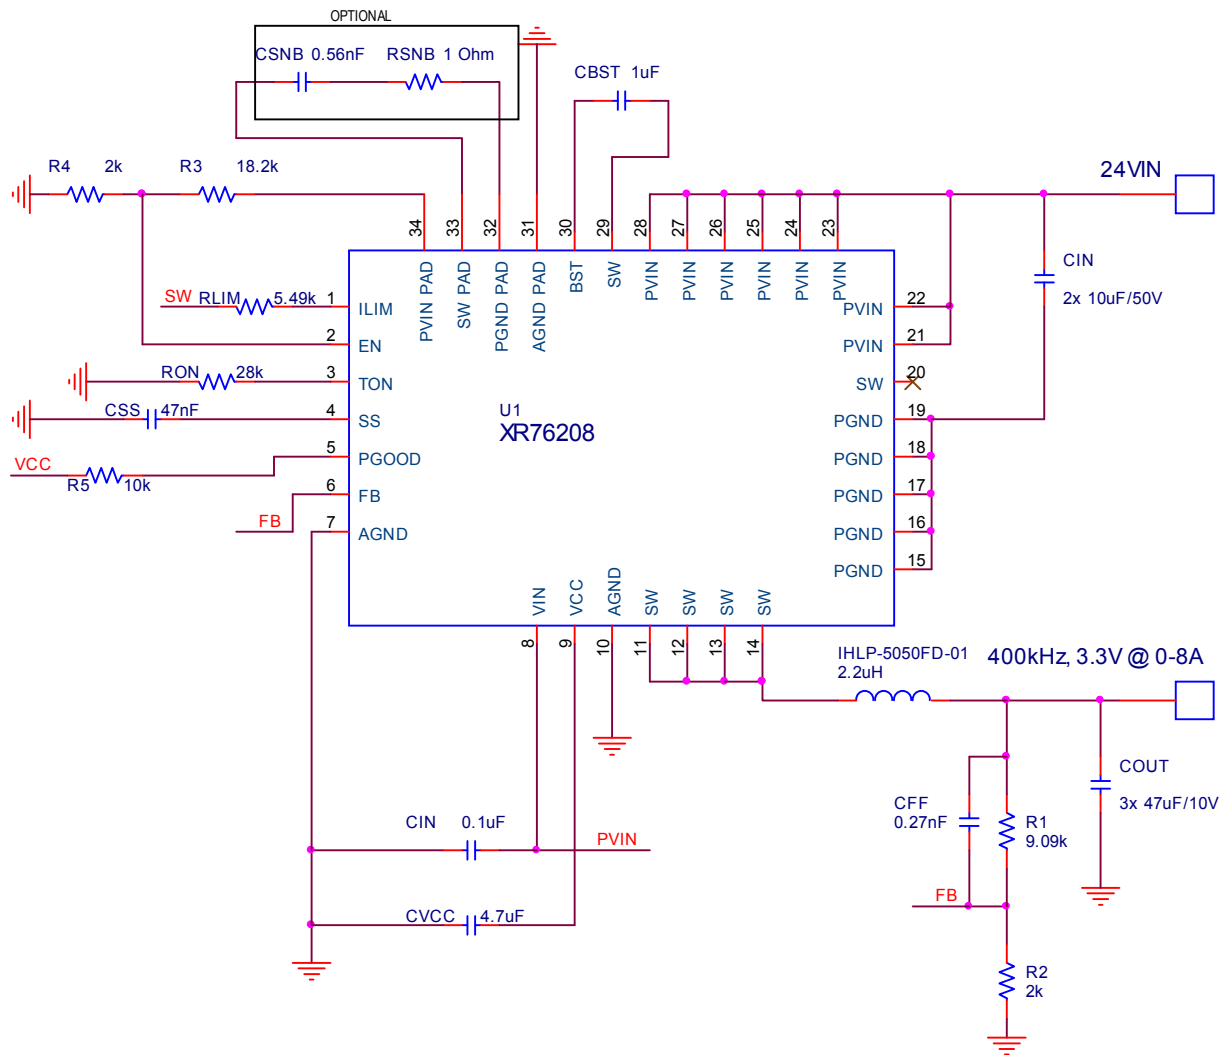 OPTIONAL
CSNB 0.56nF RSNB 1 Ohm
CBST 1uF
R4 2k R3 18.2k
24VIN
34 33 32 31 30 29 28 27 26 25 24 23
PVIN PAD SW PAD PGND PAD AGND PAD BST SW PVIN PVIN PVIN PVIN PVIN PVIN
CIN
2x 10uF/50V
SW RLIM 5.49k 1 ILIM
PVIN 22
2 EN
PVIN 21
RON 28k 3 TON
SW 20
CSS 47nF 4 SS
PGND 19
U1
XR76208
VCC R5 10k 5 PGOOD
PGND 18
FB 6 FB
PGND 17
7 AGND
PGND 16
PGND 15
VIN VCC AGND SW SW SW SW
8 9 10 11 12 13 14
IHLP-5050FD-01
2.2uH
400kHz, 3.3V @ 0-8A
COUT
3x 47uF/10V
CFF
0.27nF
R1
9.09k
CIN 0.1uF PVIN
FB
CVCC 4.7uF
R2
2k